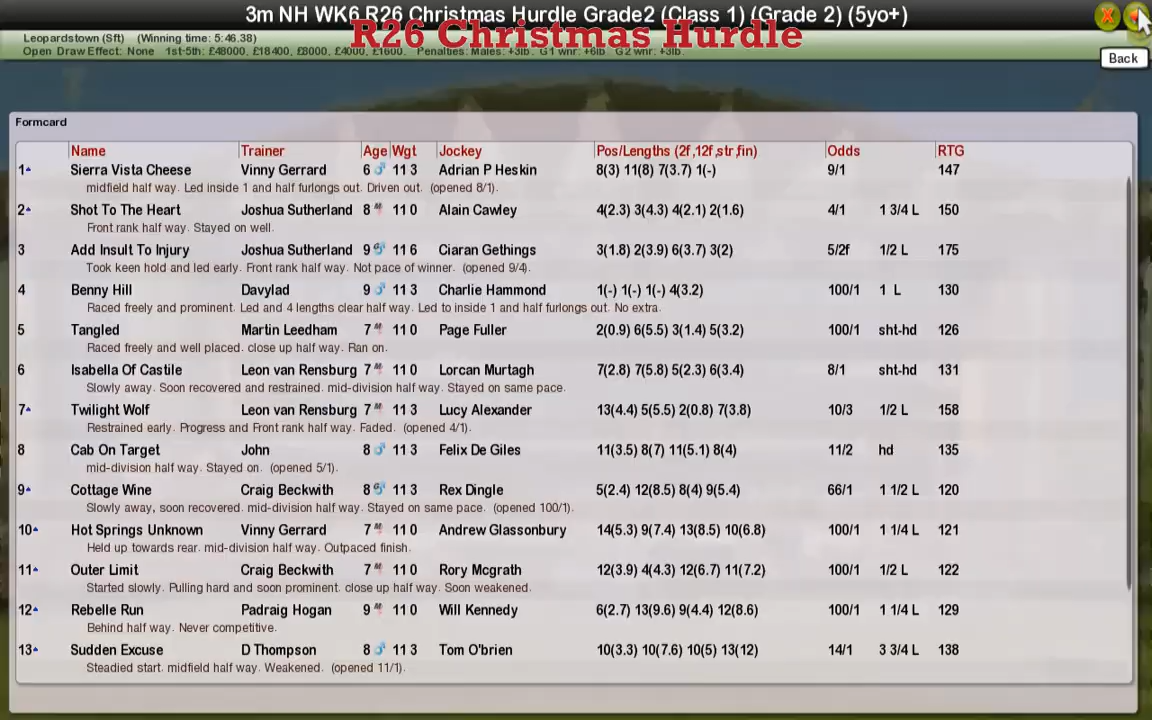 3m NH WK6 R26 Christmas Hurdle Grade2 (Class 1) (Grade 2) (5yo+)
R26 Christmas Hurdle
Leopardstown (Sft) (Winning time: 5:46.38)
Open Draw Effect: None 1st-5th: £48000, £18400, £8000, £4000, £1600. Penalties: Males: +3lb. G1 wnr: +6lb. G2 wnr: +3lb.
X
Back
Formcard
Name Trainer Age Wgt Jockey Pos/Lengths (2f,12f,str,fin) Odds RTG
1 Sierra Vista Cheese Vinny Gerrard 6 11 3 Adrian P Heskin 8(3) 11(8) 7(3.7) 1(-) 9/1 147
midfield half way. Led inside 1 and half furlongs out. Driven out. (opened 8/1).
2 Shot To The Heart Joshua Sutherland 8 11 0 Alain Cawley 4(2.3) 3(4.3) 4(2.1) 2(1.6) 4/1 1 3/4 L 150
Front rank half way. Stayed on well.
3 Add Insult To Injury Joshua Sutherland 9 11 6 Ciaran Gethings 3(1.8) 2(3.9) 6(3.7) 3(2) 5/2f 1/2 L 175
Took keen hold and led early. Front rank half way. Not pace of winner. (opened 9/4).
4 Benny Hill Davylad 9 11 3 Charlie Hammond 1(-) 1(-) 1(-) 4(3.2) 100/1 1 L 130
Raced freely and prominent. Led and 4 lengths clear half way. Led to inside 1 and half furlongs out. No extra.
5 Tangled Martin Leedham 7 11 0 Page Fuller 2(0.9) 6(5.5) 3(1.4) 5(3.2) 100/1 sht-hd 126
Raced freely and well placed. close up half way. Ran on.
6 Isabella Of Castile Leon van Rensburg 7 11 0 Lorcan Murtagh 7(2.8) 7(5.8) 5(2.3) 6(3.4) 8/1 sht-hd 131
Slowly away. Soon recovered and restrained. mid-division half way. Stayed on same pace.
7 Twilight Wolf Leon van Rensburg 7 11 3 Lucy Alexander 13(4.4) 5(5.5) 2(0.8) 7(3.8) 10/3 1/2 L 158
Restrained early. Progress and Front rank half way. Faded. (opened 4/1).
8 Cab On Target John 8 11 3 Felix De Giles 11(3.5) 8(7) 11(5.1) 8(4) 11/2 hd 135
mid-division half way. Stayed on. (opened 5/1).
9 Cottage Wine Craig Beckwith 8 11 3 Rex Dingle 5(2.4) 12(8.5) 8(4) 9(5.4) 66/1 1 1/2 L 120
Slowly away, soon recovered. mid-division half way. Stayed on same pace. (opened 100/1).
10 Hot Springs Unknown Vinny Gerrard 7 11 0 Andrew Glassonbury 14(5.3) 9(7.4) 13(8.5) 10(6.8) 100/1 1 1/4 L 121
Held up towards rear. mid-division half way. Outpaced finish.
11 Outer Limit Craig Beckwith 7 11 0 Rory Mcgrath 12(3.9) 4(4.3) 12(6.7) 11(7.2) 100/1 1/2 L 122
Started slowly. Pulling hard and soon prominent. close up half way. Soon weakened.
12 Rebelle Run Padraig Hogan 9 11 0 Will Kennedy 6(2.7) 13(9.6) 9(4.4) 12(8.6) 100/1 1 1/4 L 129
Behind half way. Never competitive.
13 Sudden Excuse D Thompson 8 11 3 Tom O'brien 10(3.3) 10(7.6) 10(5) 13(12) 14/1 3 3/4 L 138
Steadied start. midfield half way. Weakened. (opened 11/1).